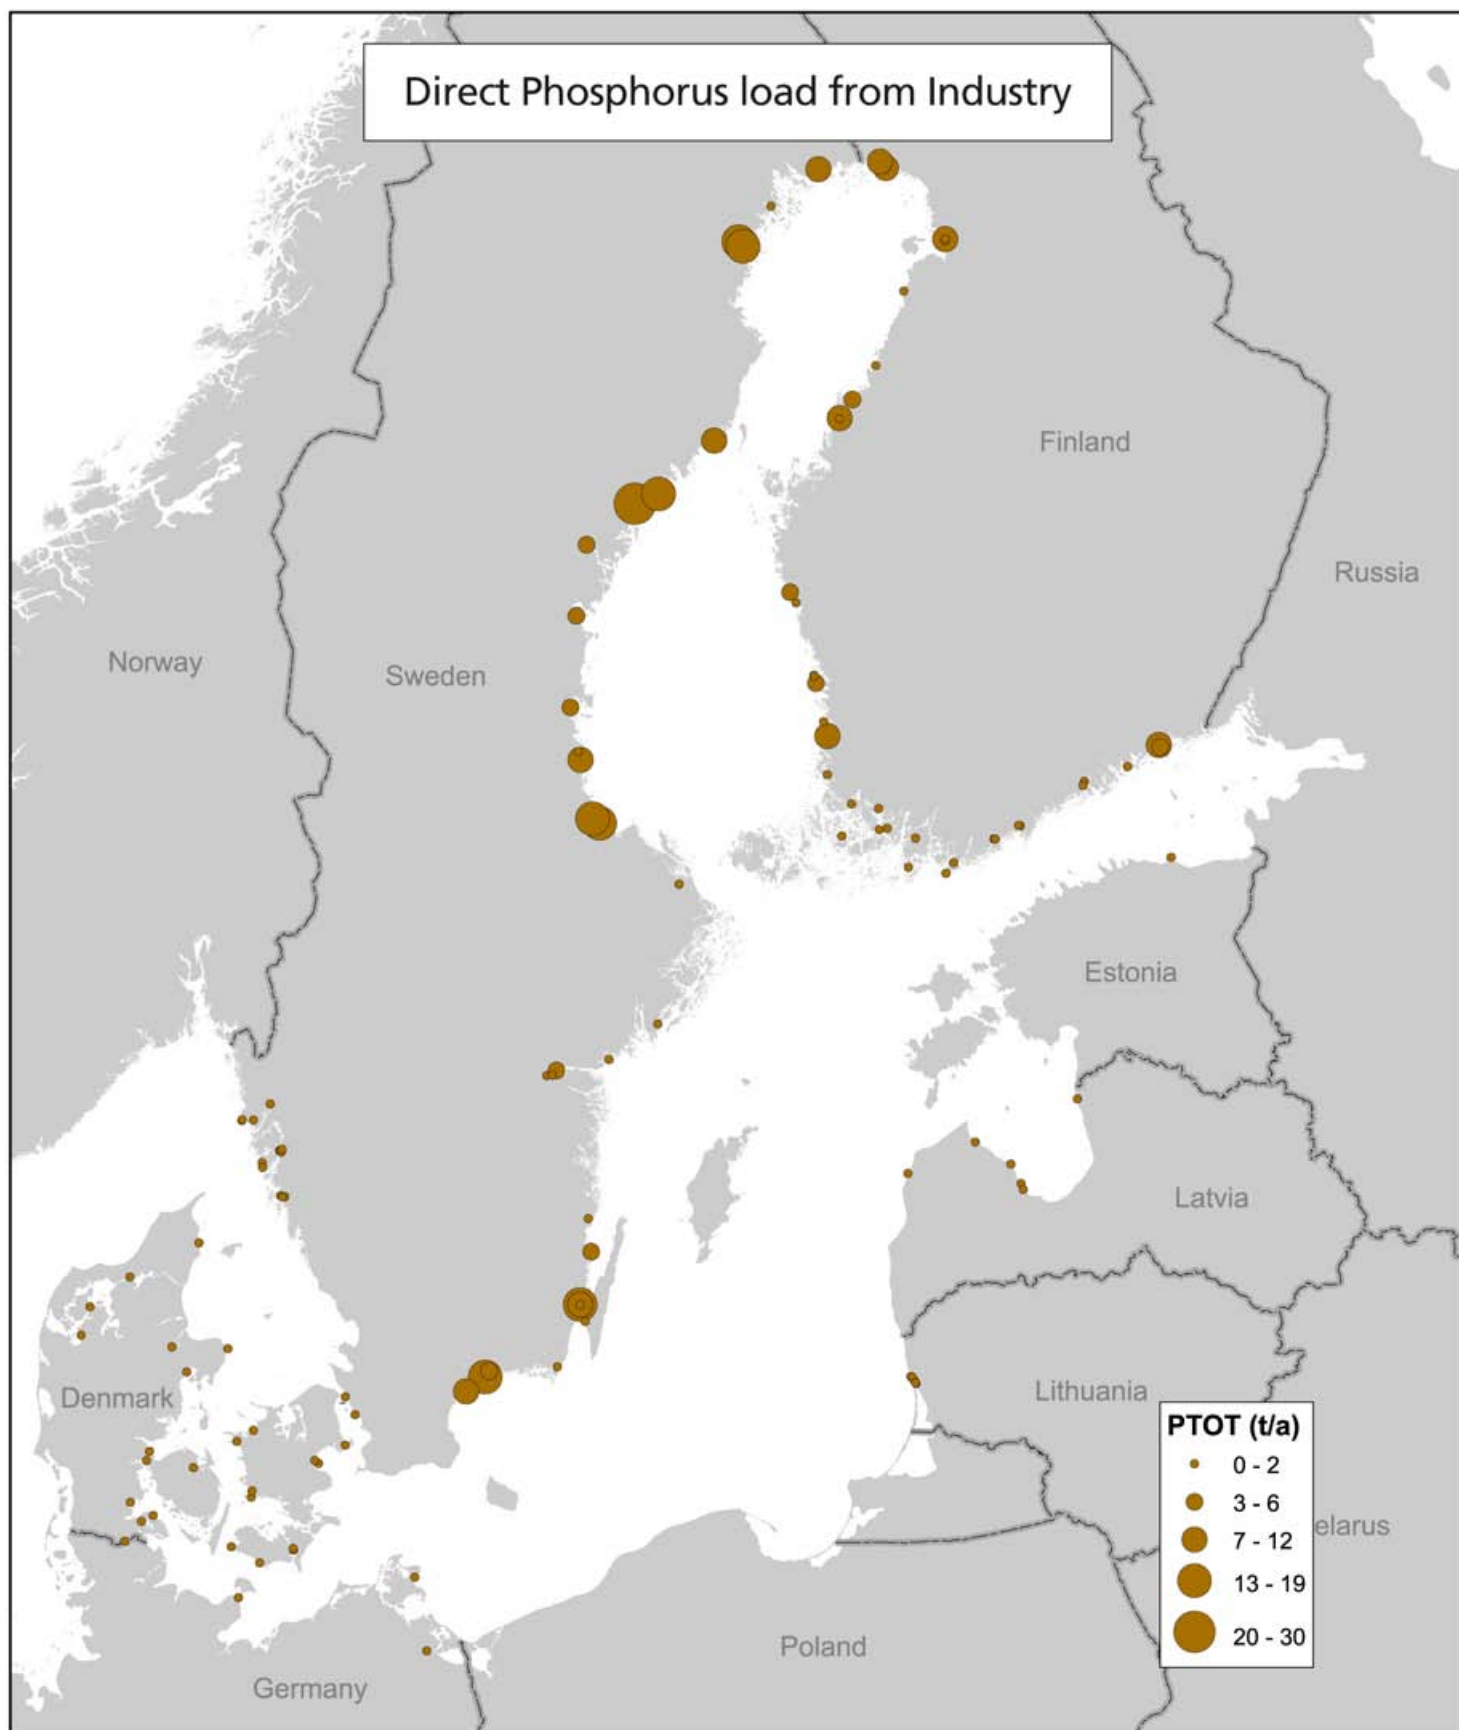 Direct Phosphorus load from Industry
Finland
Russia
Norway
Sweden
Estonia
Latvia
Denmark
Lithuania
PTOT (t/a)
0 - 2
3 - 6
7 - 12
elarus
13 - 19
20 - 30
Poland
Germany